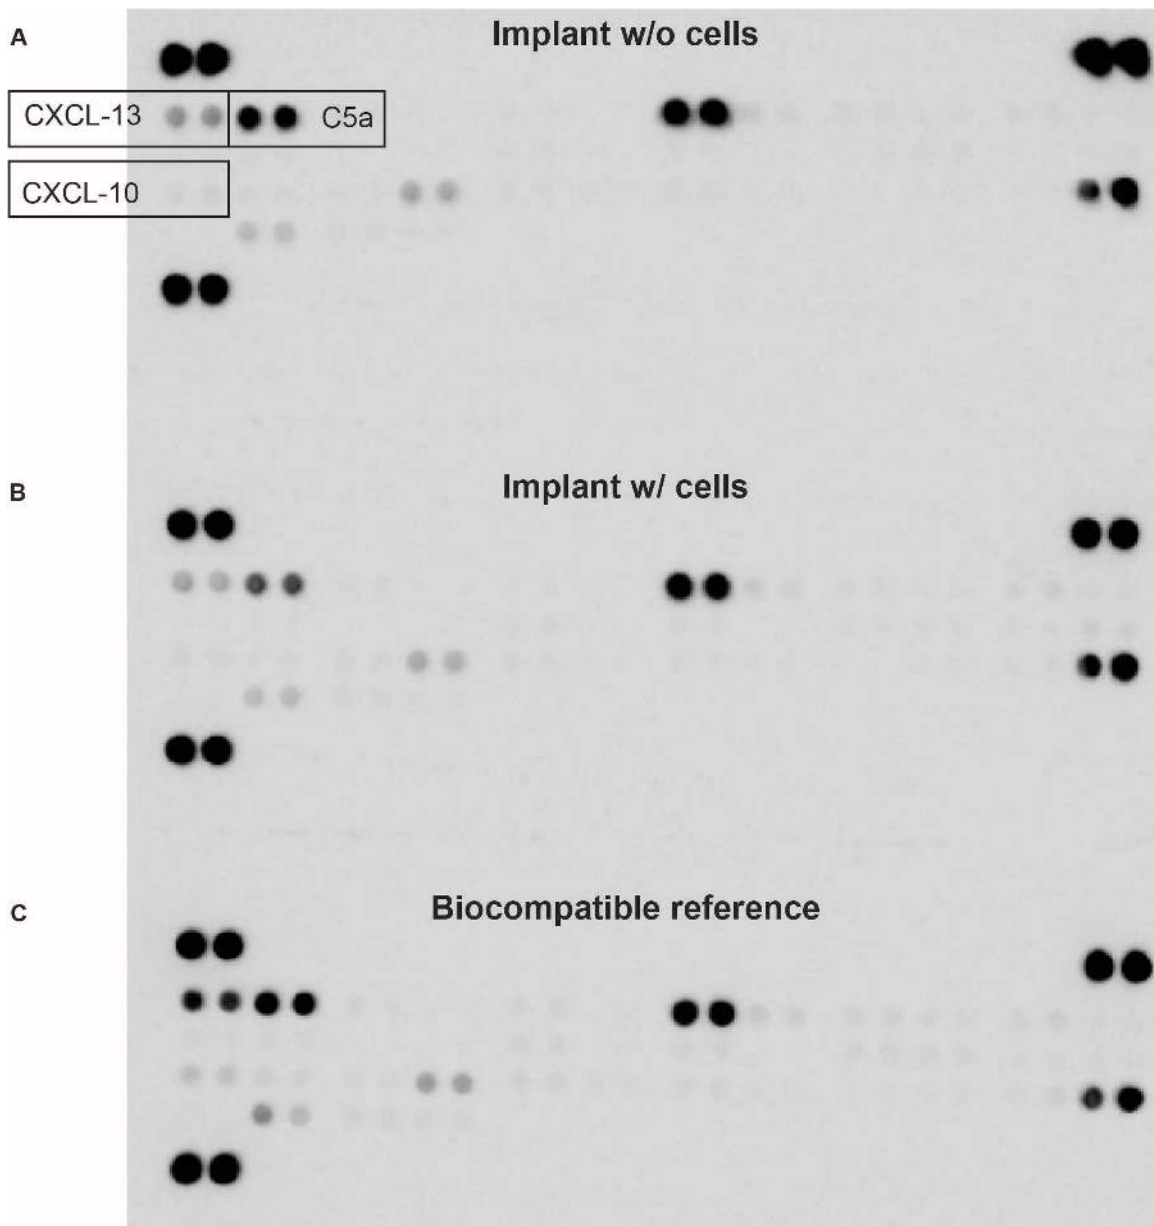 A
Implant w/o cells
CXCL-13
C5a
CXCL-10
B
Implant w/ cells
C
Biocompatible reference